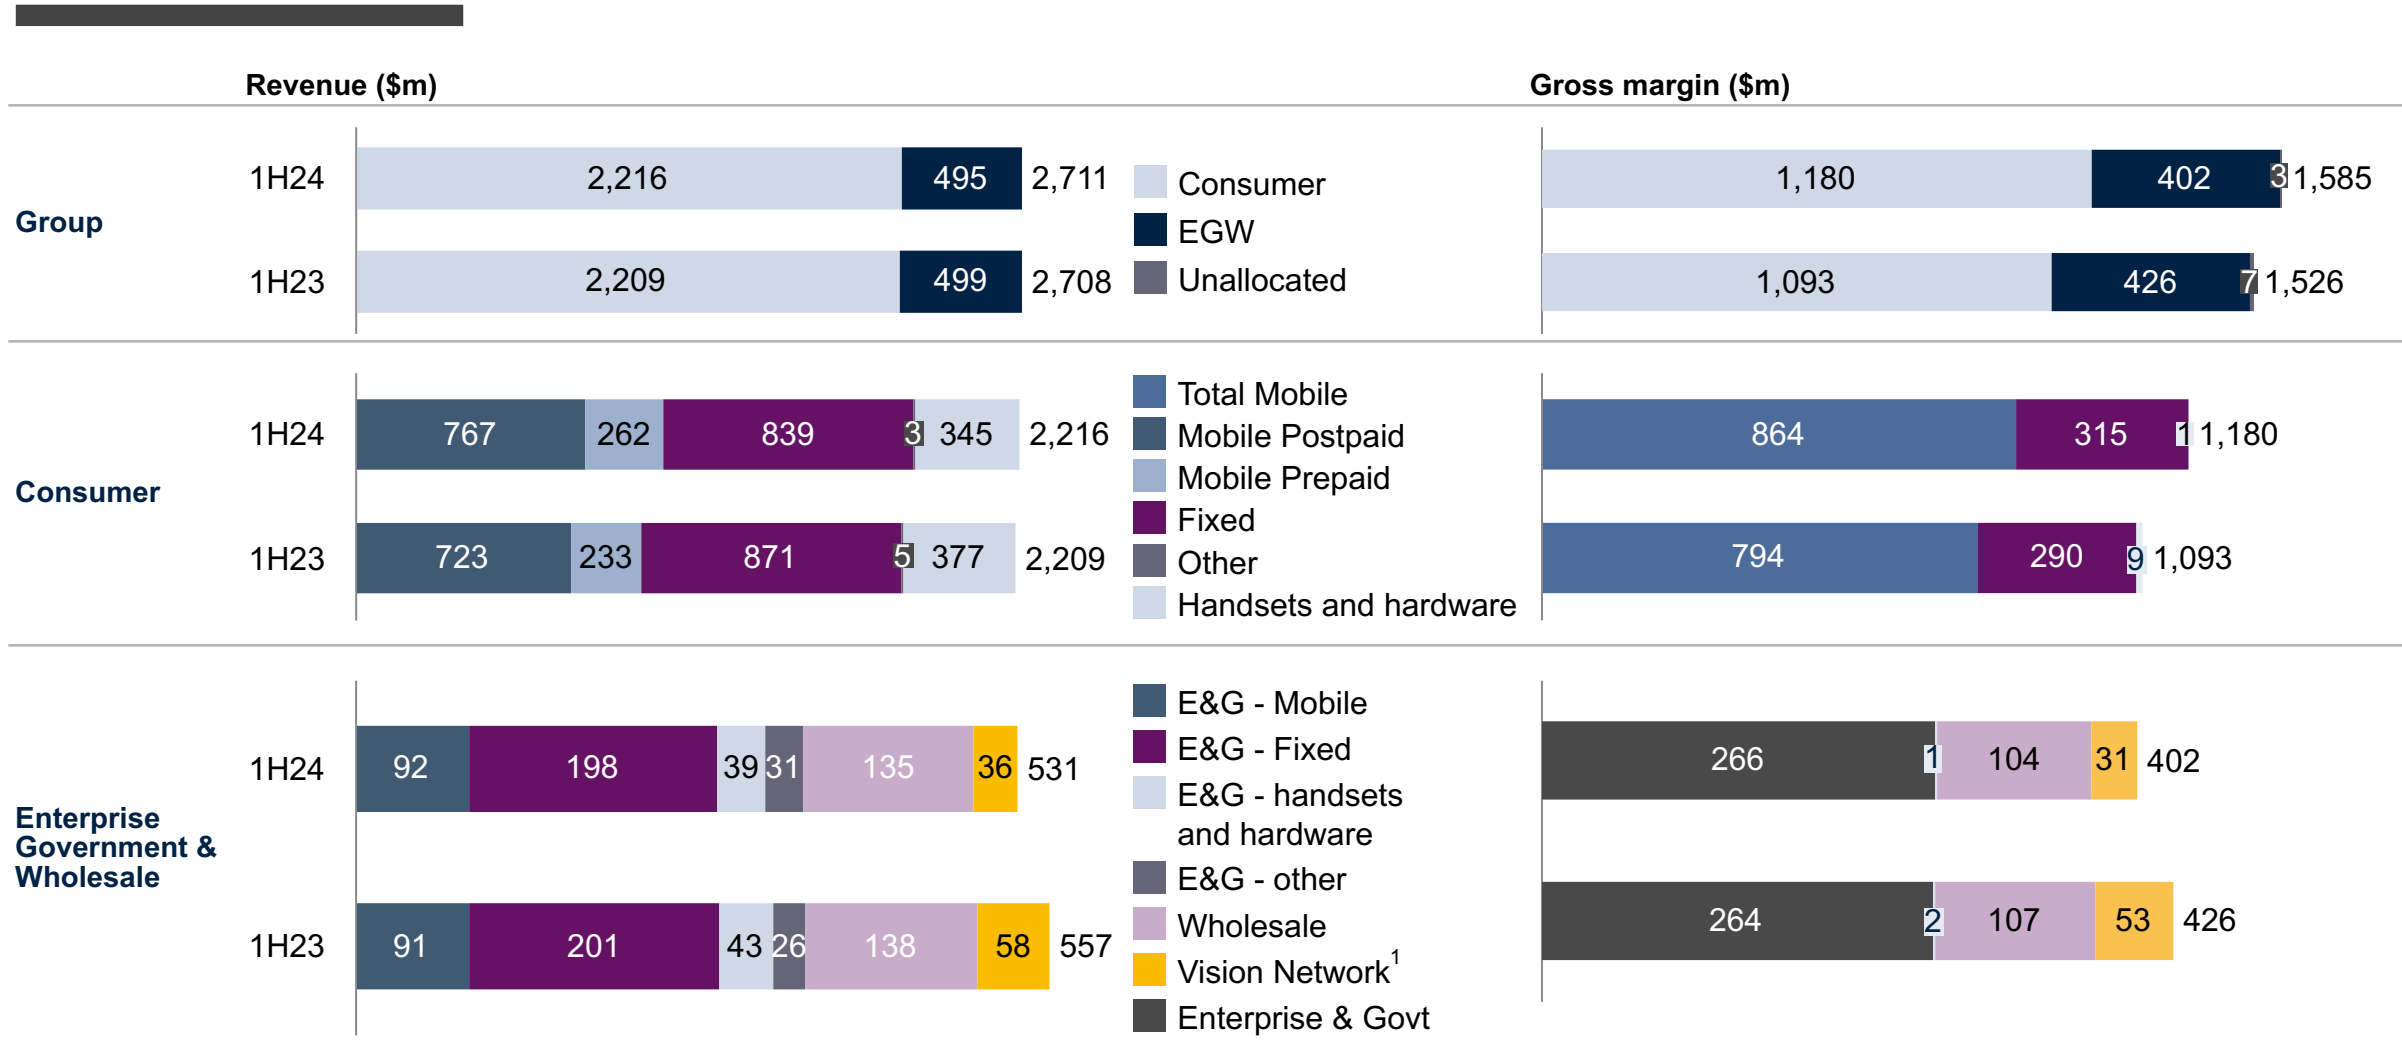 Revenue ($m)
Gross margin ($m)
Group
1H24
2,216
495
2,711
1H23
2,209
499
2,708
Consumer
EGW
Unallocated
1,180
402
3
1,585
1,093
426
7
1,526
Consumer
1H24
767
262
839
3
345
2,216
1H23
723
233
871
5
377
2,209
Total Mobile
Mobile Postpaid
Mobile Prepaid
Fixed
Other
Handsets and hardware
864
315
1
1,180
794
290
9
1,093
Enterprise
Government &
Wholesale
1H24
92
198
39
31
135
36
531
1H23
91
201
43
26
138
58
557
E&G - Mobile
E&G - Fixed
E&G - handsets
and hardware
E&G - other
Wholesale
Vision Network1
Enterprise & Govt
266
1
104
31
402
264
2
107
53
426